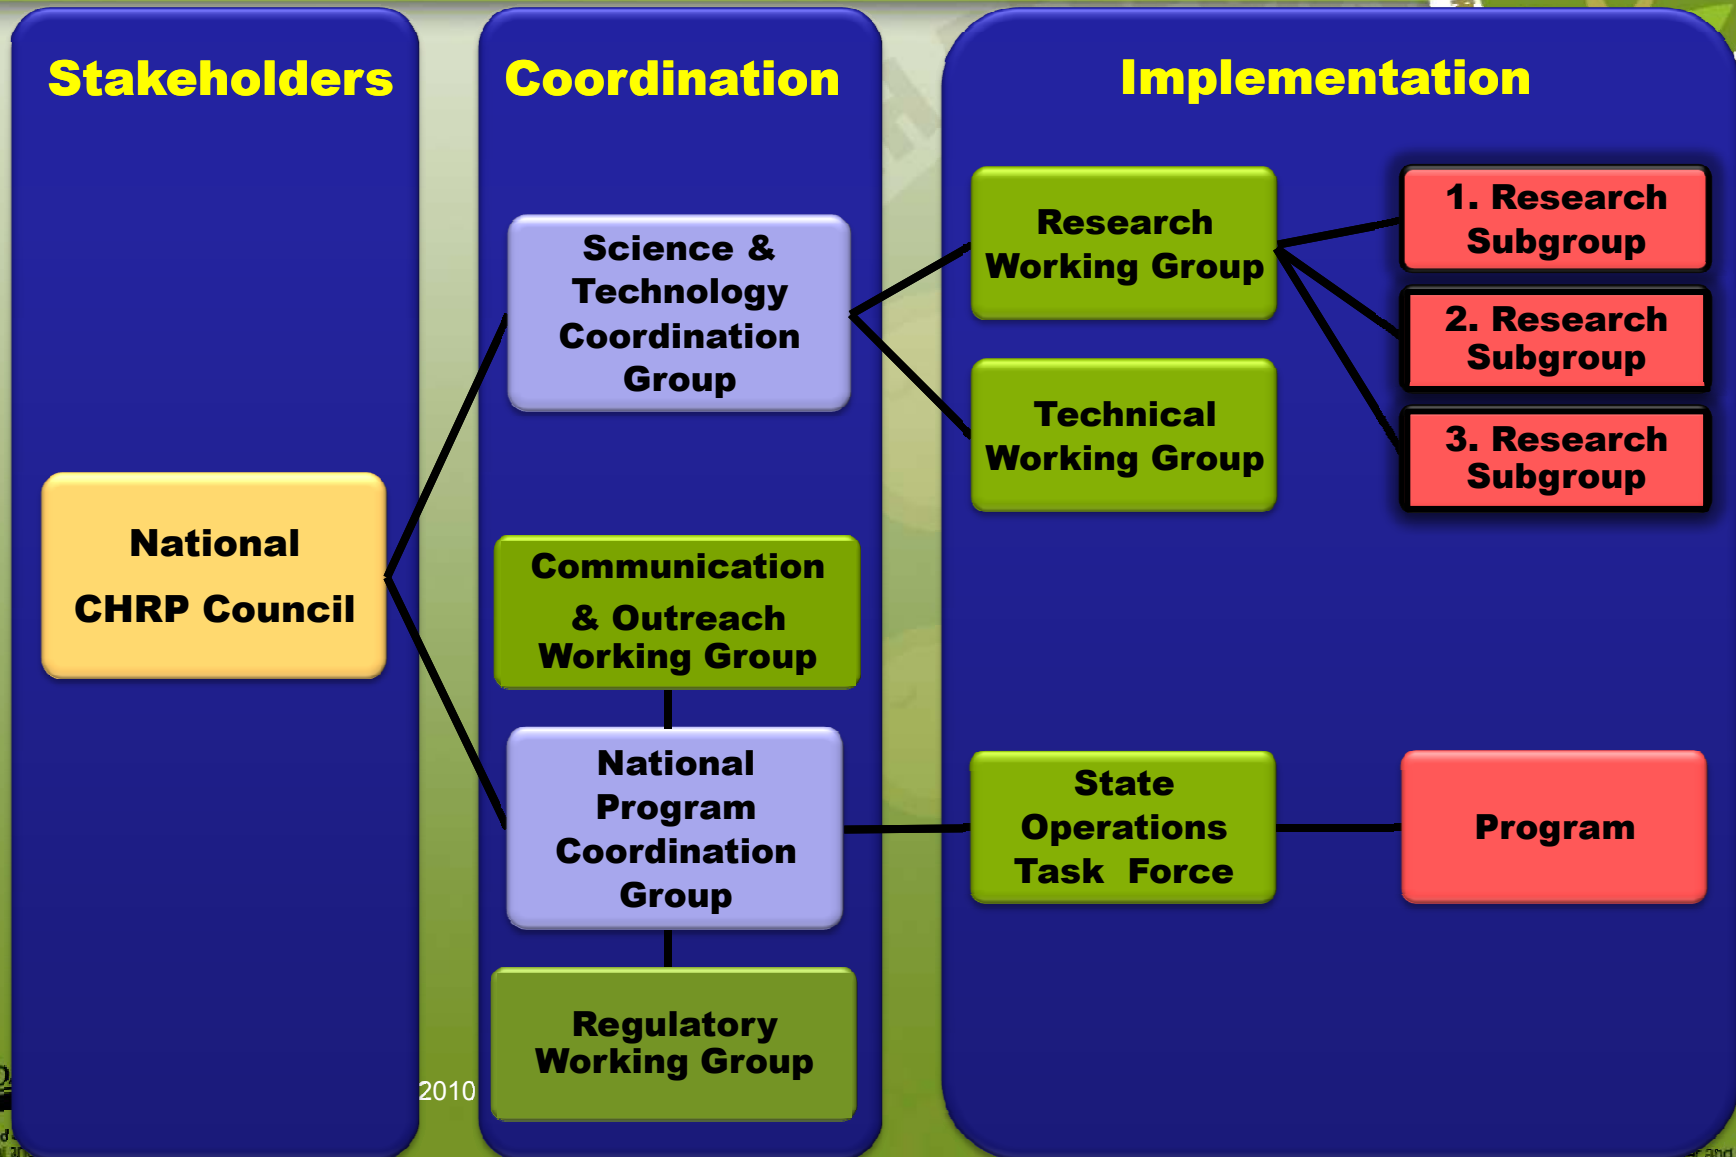 Stakeholders
Coordination
Implementation
National
CHRP Council
Science &
Technology
Coordination
Group
Communication
& Outreach
Working Group
National
Program
Coordination
Group
Regulatory
Working Group
Research
Working Group
Technical
Working Group
1. Research
Subgroup
2. Research
Subgroup
3. Research
Subgroup
State
Operations
Task  Force
Program
2010